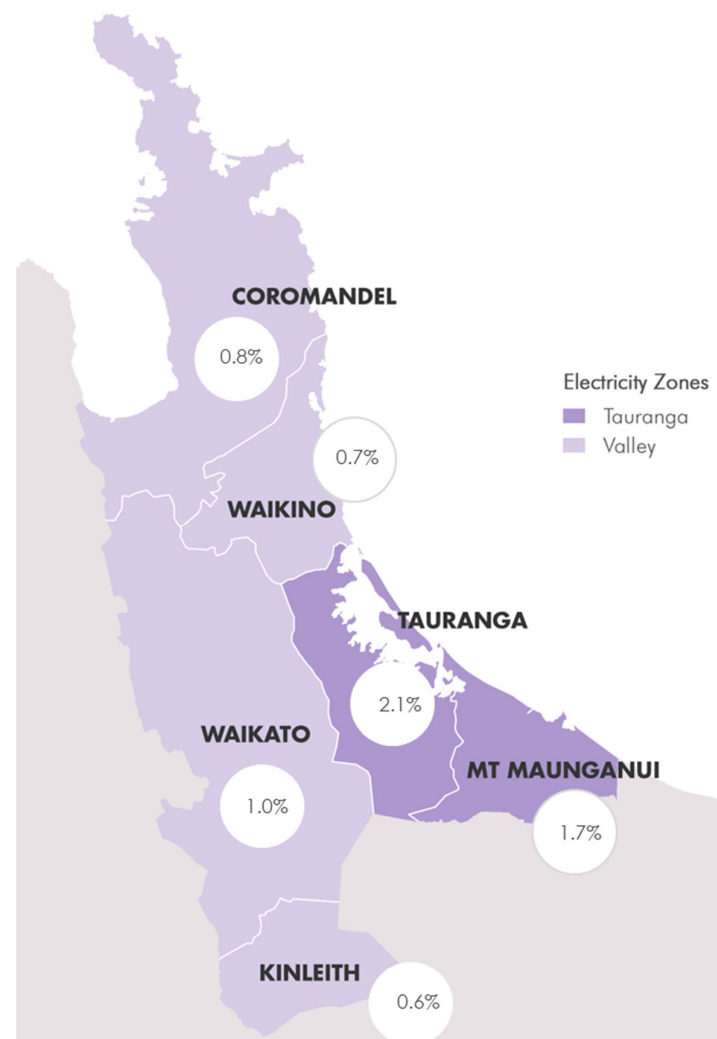 COROMANDEL
0.8%
Electricity Zones
Tauranga
Valley
0.7%
WAIKINO
TAURANGA
2.1%
WAIKATO
MT MAUNGANUI
1.0%
1.7%
KINLEITH
0.6%